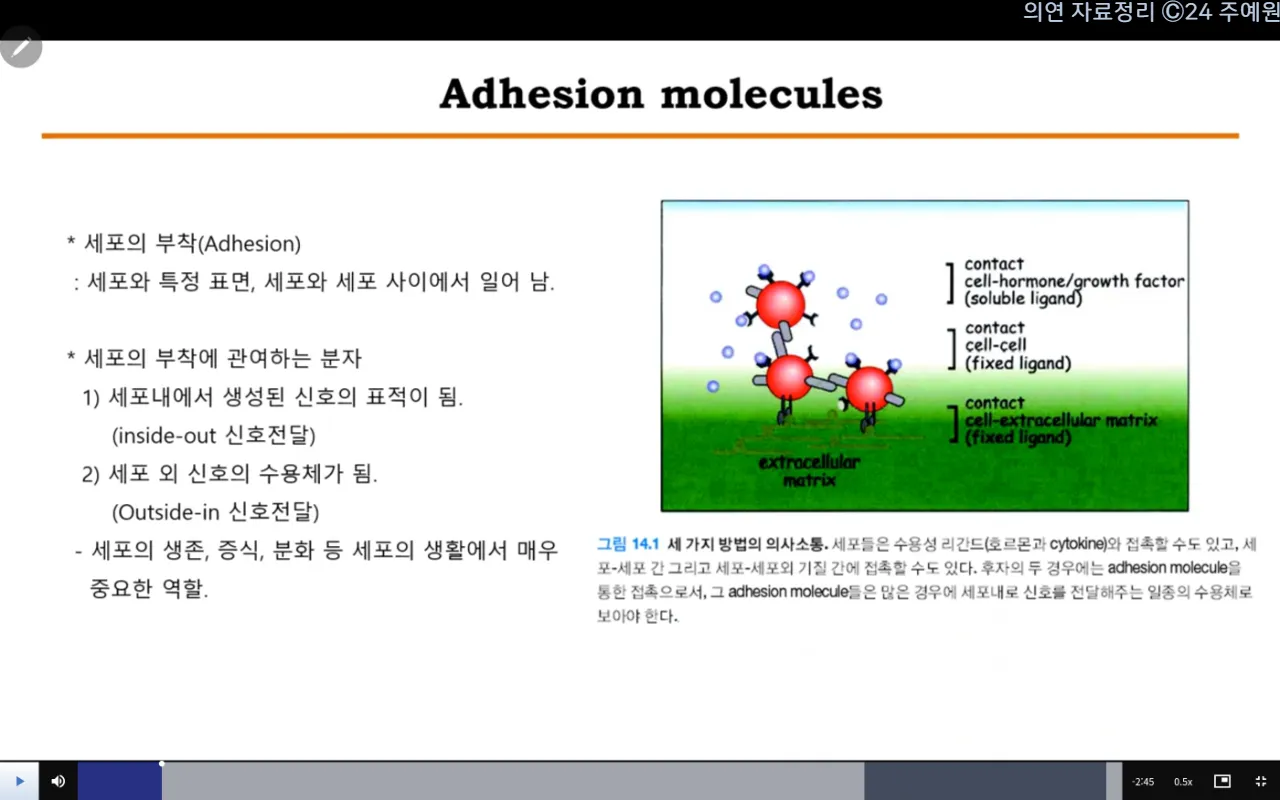 의연 자료정리 ©24 주예원
Adhesion molecules
* 세포의 부착(Adhesion)
: 세포와 특정 표면, 세포와 세포 사이에서 일어 남.
* 세포의 부착에 관여하는 분자
1) 세포내에서 생성된 신호의 표적이 됨.
(inside-out 신호전달)
2) 세포 외 신호의 수용체가 됨.
(Outside-in 신호전달)
- 세포의 생존, 증식, 분화 등 세포의 생활에서 매우
중요한 역할.
contact
cell-hormone/growth factor
(soluble ligand)
contact
cell-cell
(fixed ligand)
contact
cell-extracellular matrix
(fixed ligand)
extracellular
matrix
그림 14.1 세 가지 방법의 의사소통. 세포들은 수용성 리간드(호르몬과 cytokine)와 접촉할 수도 있고, 세
포-세포 간 그리고 세포-세포외 기질 간에 접촉할 수도 있다. 후자의 두 경우에는 adhesion molecule을
통한 접촉으로서, 그 adhesion molecule들은 많은 경우에 세포내로 신호를 전달해주는 일종의 수용체로
보아야 한다.
-2:45 0.5x